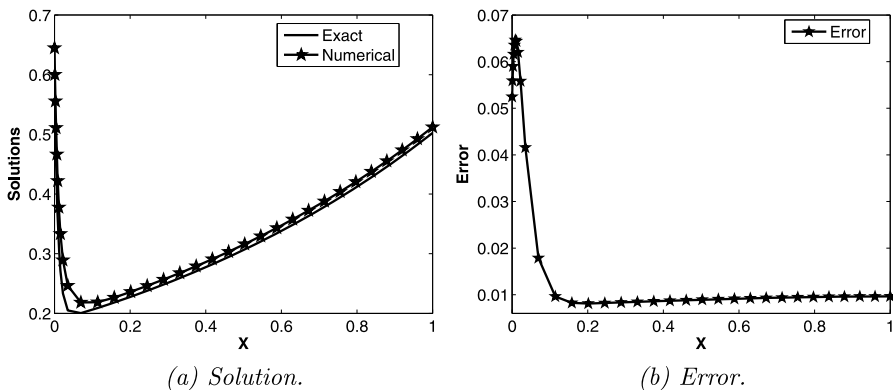 0.7
0.6
0.5
0.4
0.3
0.2
Solutions
Exact
Numerical
0 0.2 0.4 0.6 0.8 1
X
(a) Solution.
0.07
0.06
0.05
0.04
0.03
0.02
0.01
Error
Error
0 0.2 0.4 0.6 0.8 1
X
(b) Error.